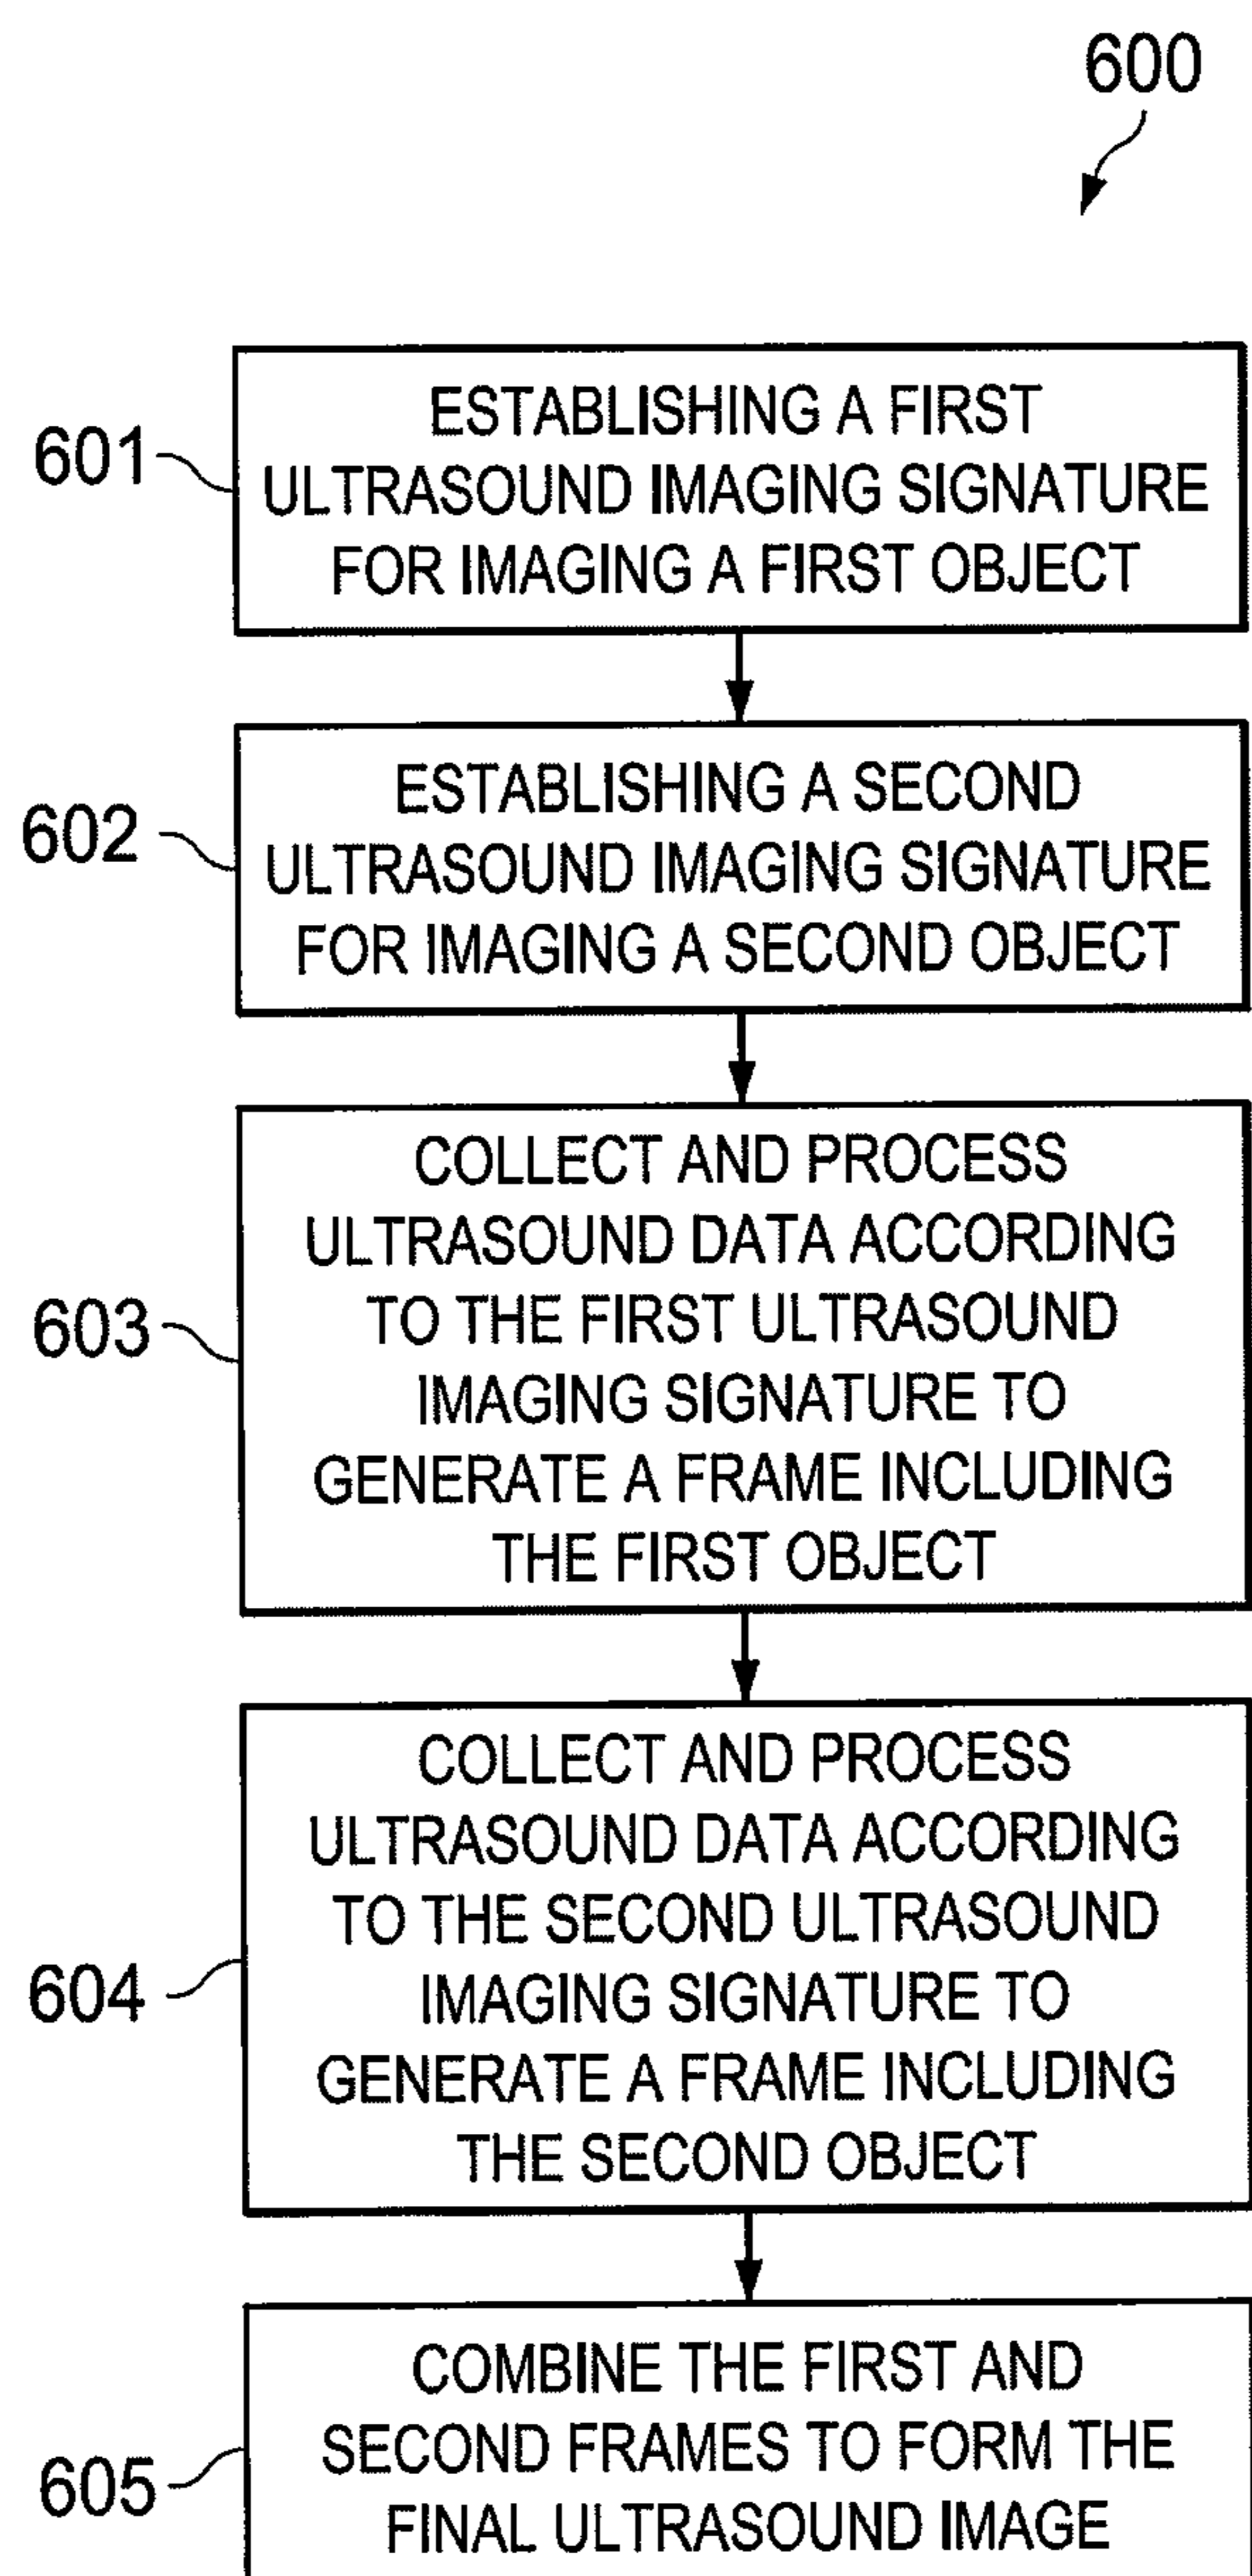 600
601
ESTABLISHING A FIRST
ULTRASOUND IMAGING SIGNATURE
FOR IMAGING A FIRST OBJECT
602
ESTABLISHING A SECOND
ULTRASOUND IMAGING SIGNATURE
FOR IMAGING A SECOND OBJECT
603
COLLECT AND PROCESS
ULTRASOUND DATA ACCORDING
TO THE FIRST ULTRASOUND
IMAGING SIGNATURE TO
GENERATE A FRAME INCLUDING
THE FIRST OBJECT
604
COLLECT AND PROCESS
ULTRASOUND DATA ACCORDING
TO THE SECOND ULTRASOUND
IMAGING SIGNATURE TO
GENERATE A FRAME INCLUDING
THE SECOND OBJECT
605
COMBINE THE FIRST AND
SECOND FRAMES TO FORM THE
FINAL ULTRASOUND IMAGE